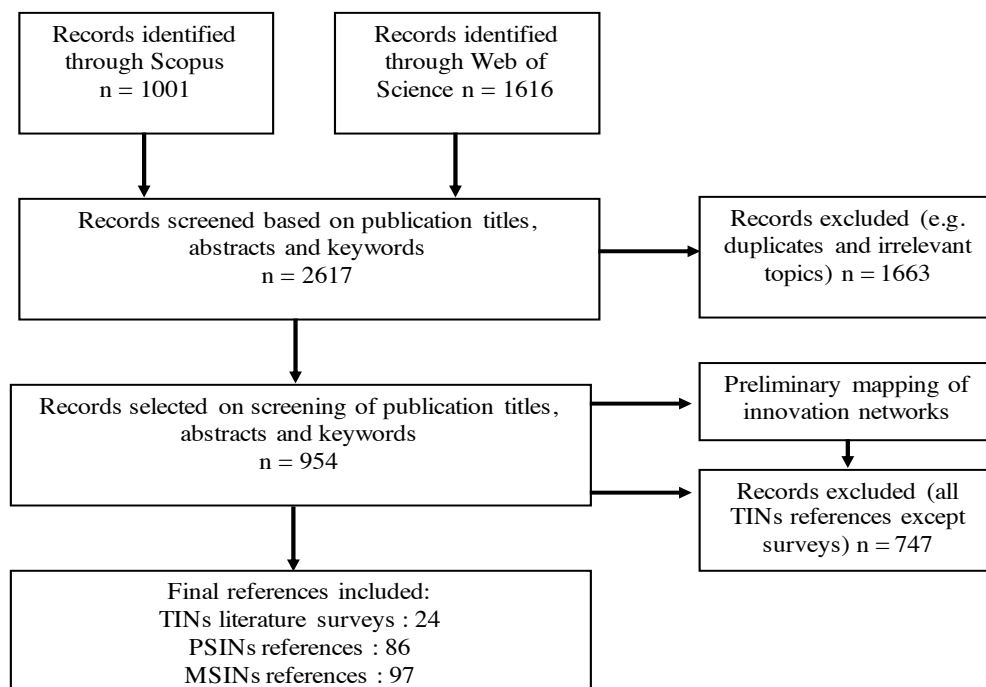 Records identified
through Scopus
n = 1001
Records identified
through Web of
Science n = 1616
Records screened based on publication titles,
abstracts and keywords
n = 2617
Records excluded (e.g.
duplicates and irrelevant
topics) n = 1663
Records selected on screening of publication titles,
abstracts and keywords
n = 954
Preliminary mapping of
innovation networks
Records excluded (all
TINs references except
surveys) n = 747
Final references included:
TINs literature surveys : 24
PSINs references : 86
MSINs references : 97